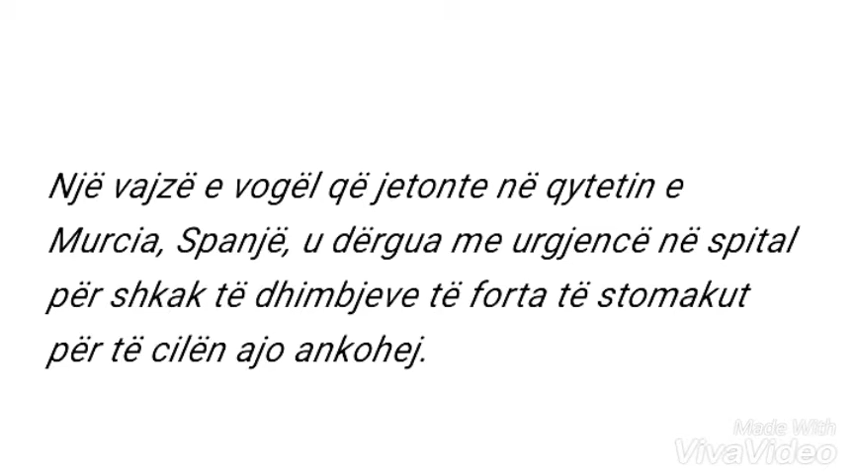 Një vajzë e vogël që jetonte në qytetin e
Murcia, Spanjë, u dërgua me urgjencë në spital
për shkak të dhimbjeve të forta të stomakut
për të cilën ajo ankohej.
Made With
VivaVideo